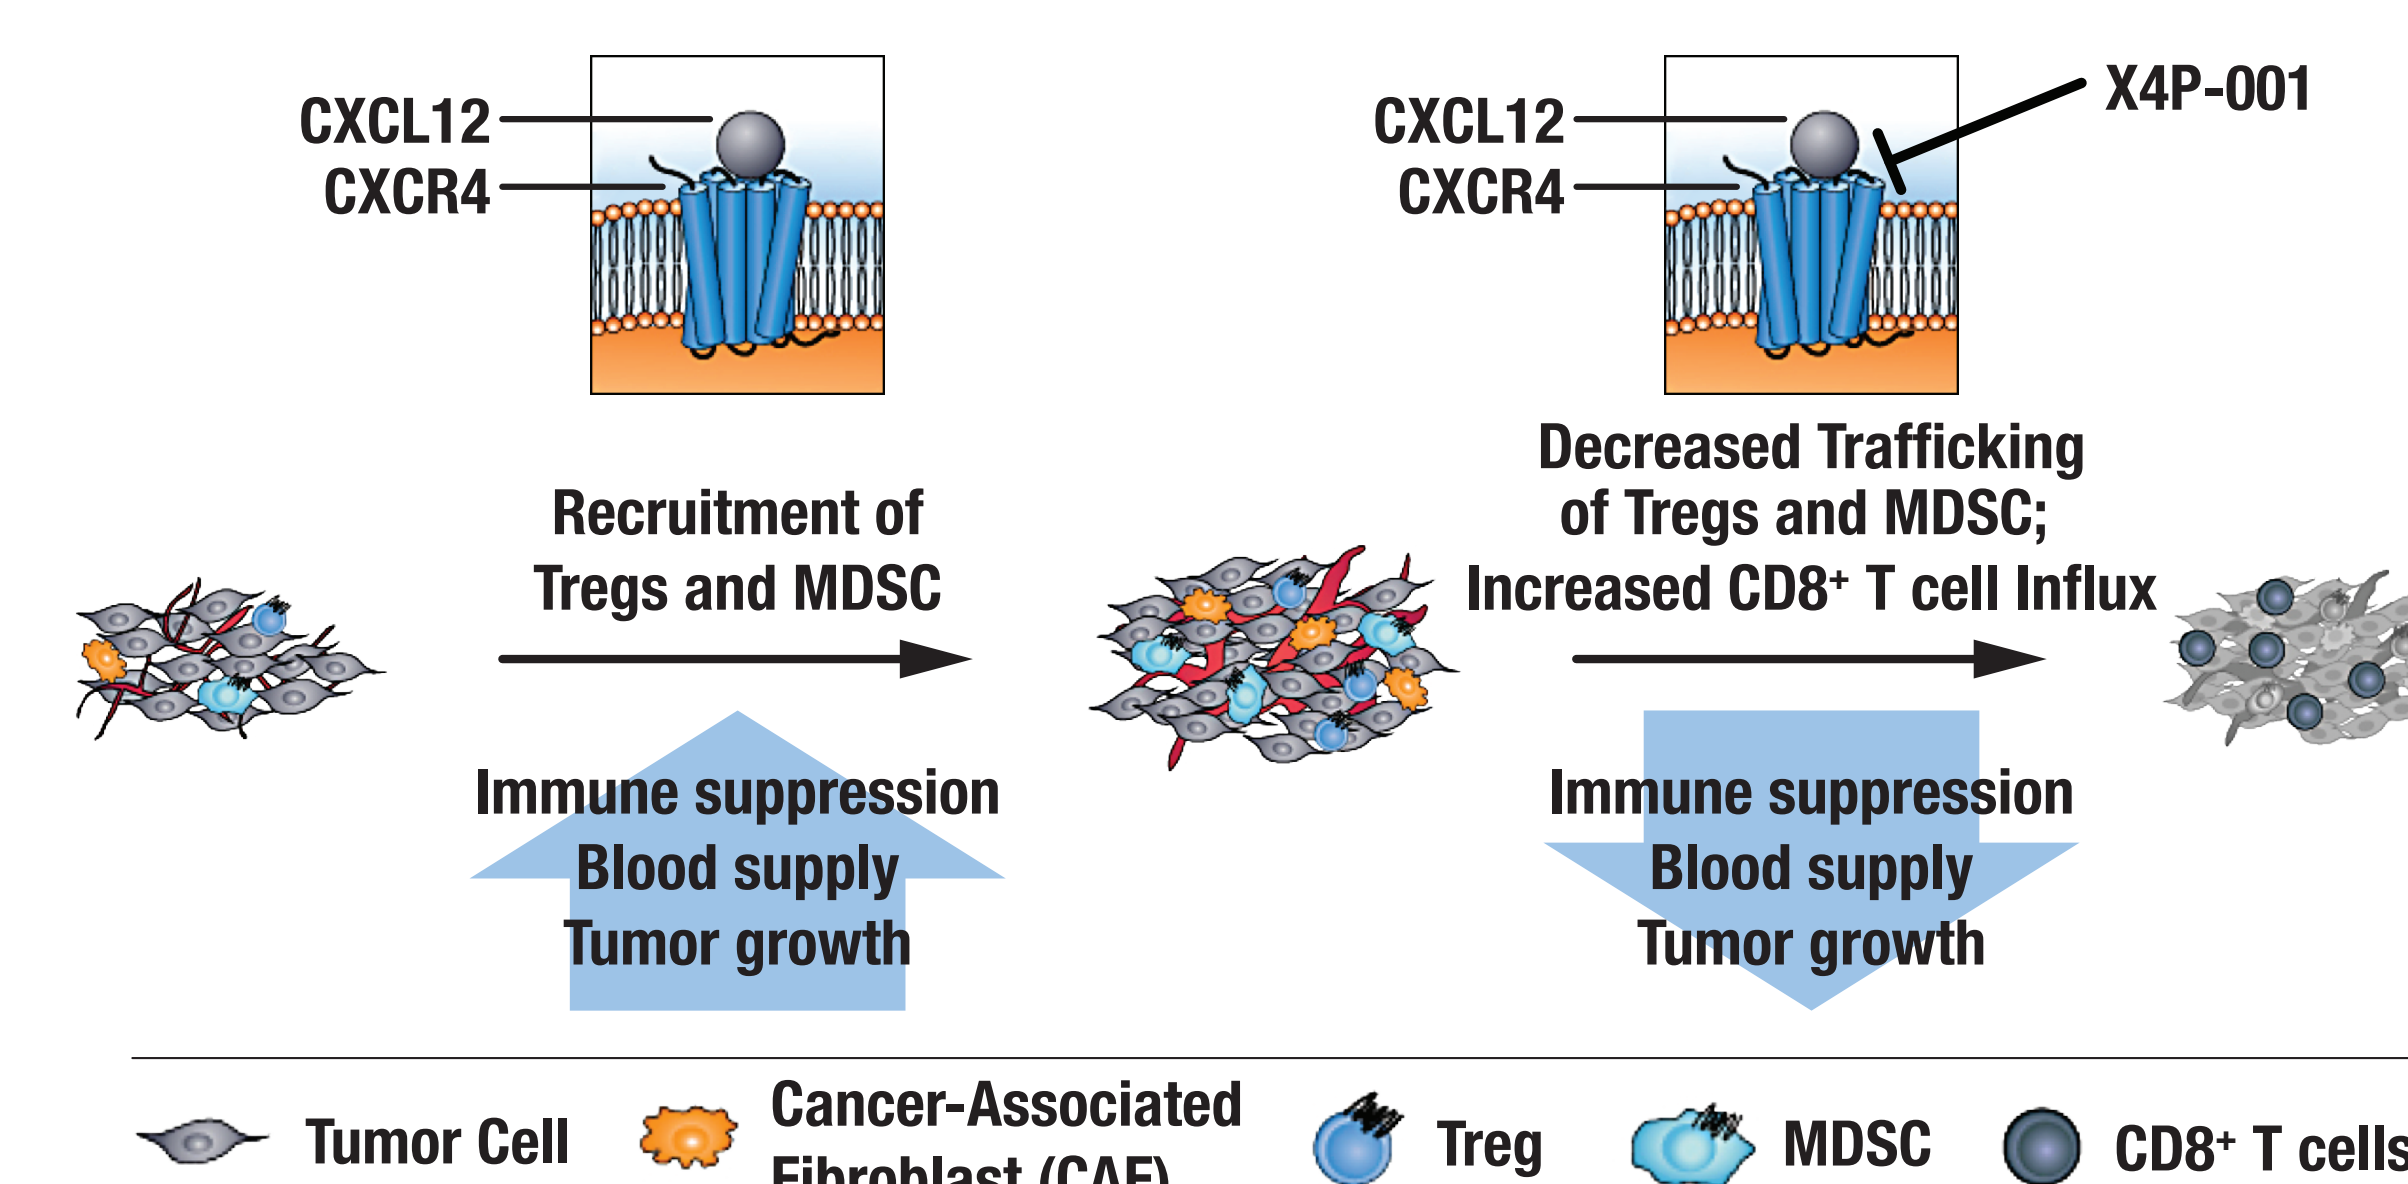 CXCL12
CXCR4
CXCL12
CXCR4
X4P-001
Recruitment of
Tregs and MDSC
Decreased Trafficking
of Tregs and MDSC;
Increased CD8⁺ T cell Influx
Immune suppression
Blood supply
Tumor growth
Immune suppression
Blood supply
Tumor growth
Tumor Cell
Cancer-Associated
Fibroblast (CAF)
Treg
MDSC
CD8⁺ T cells